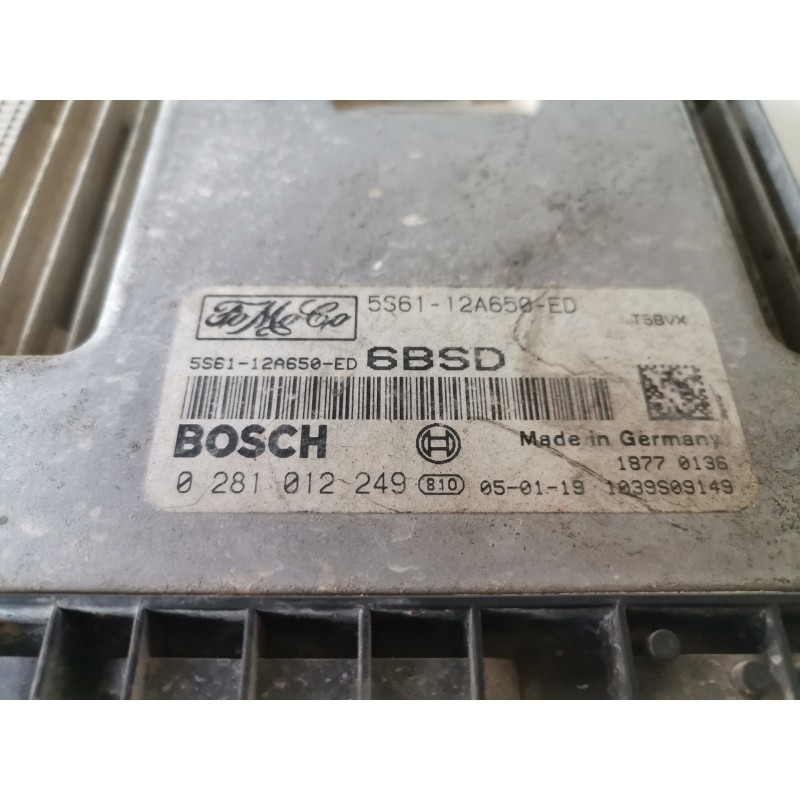 FoMoCo 5S61-12A650-ED
T5BVX
5S61-12A650-ED 6BSD
BOSCH
Made in Germany
1877 0136
0 281 012 249 810 05-01-19 1039S09149